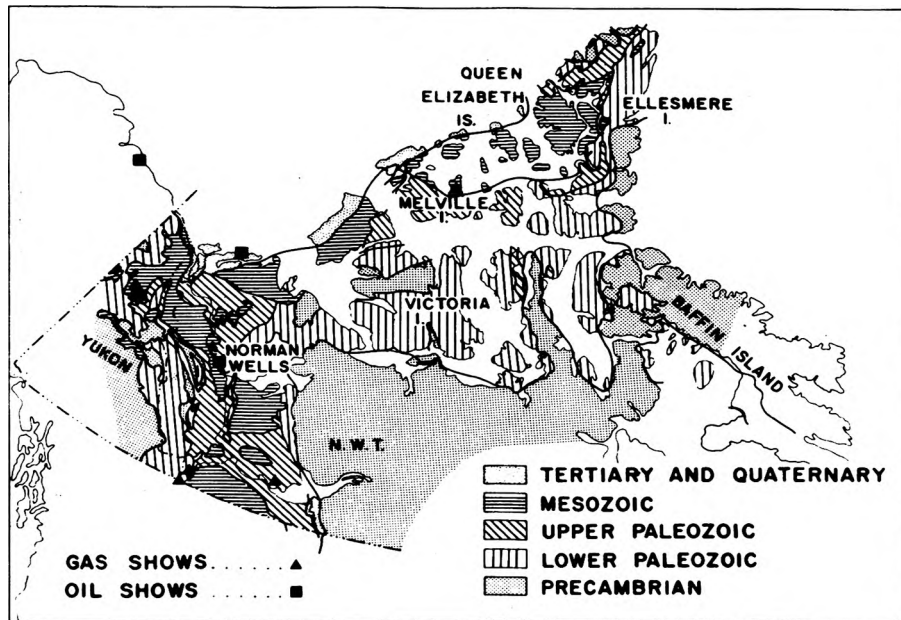 QUEEN
ELIZABETH
IS.
ELLESMERE
I.
MELVILLE
I.
VICTORIA
I.
BAFFIN ISLAND
YUKON
NORMAN
WELLS
N.W.T.
TERTIARY AND QUATERNARY
MESOZOIC
UPPER PALEOZOIC
LOWER PALEOZOIC
PRECAMBRIAN
GAS SHOWS.....▲
OIL SHOWS.....■